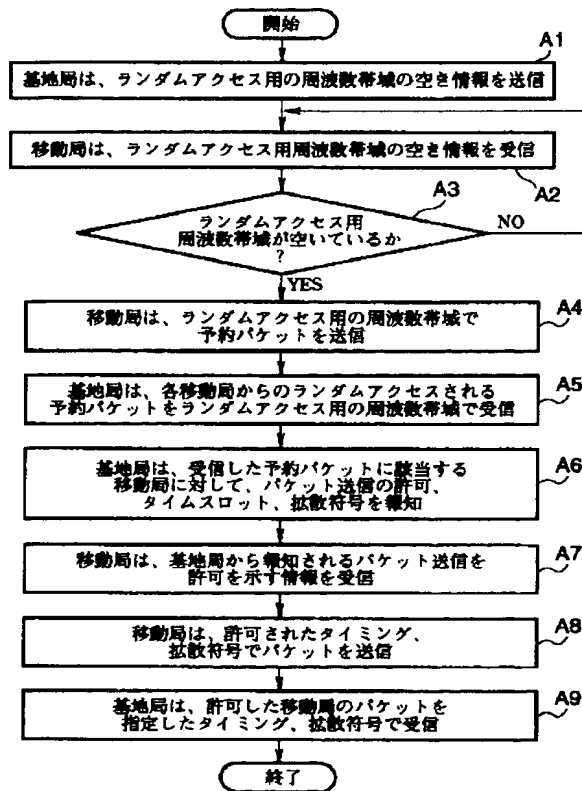 開始
A1
基地局は、ランダムアクセス用の周波数帯域の空き情報を送信
移動局は、ランダムアクセス用周波数帯域の空き情報を受信
A2
A3
ランダムアクセス用
周波数帯域が空いているか
?
NO
YES
A4
移動局は、ランダムアクセス用の周波数帯域で
予約パケットを送信
A5
基地局は、各移動局からのランダムアクセスされる
予約パケットをランダムアクセス用の周波数帯域で受信
A6
基地局は、受信した予約パケットに該当する
移動局に対して、パケット送信の許可、
タイムスロット、拡散符号を報知
A7
移動局は、基地局から報知されるパケット送信を
許可を示す情報を受信
A8
移動局は、許可されたタイミング、
拡散符号でパケットを送信
A9
基地局は、許可した移動局のパケットを
指定したタイミング、拡散符号で受信
終了